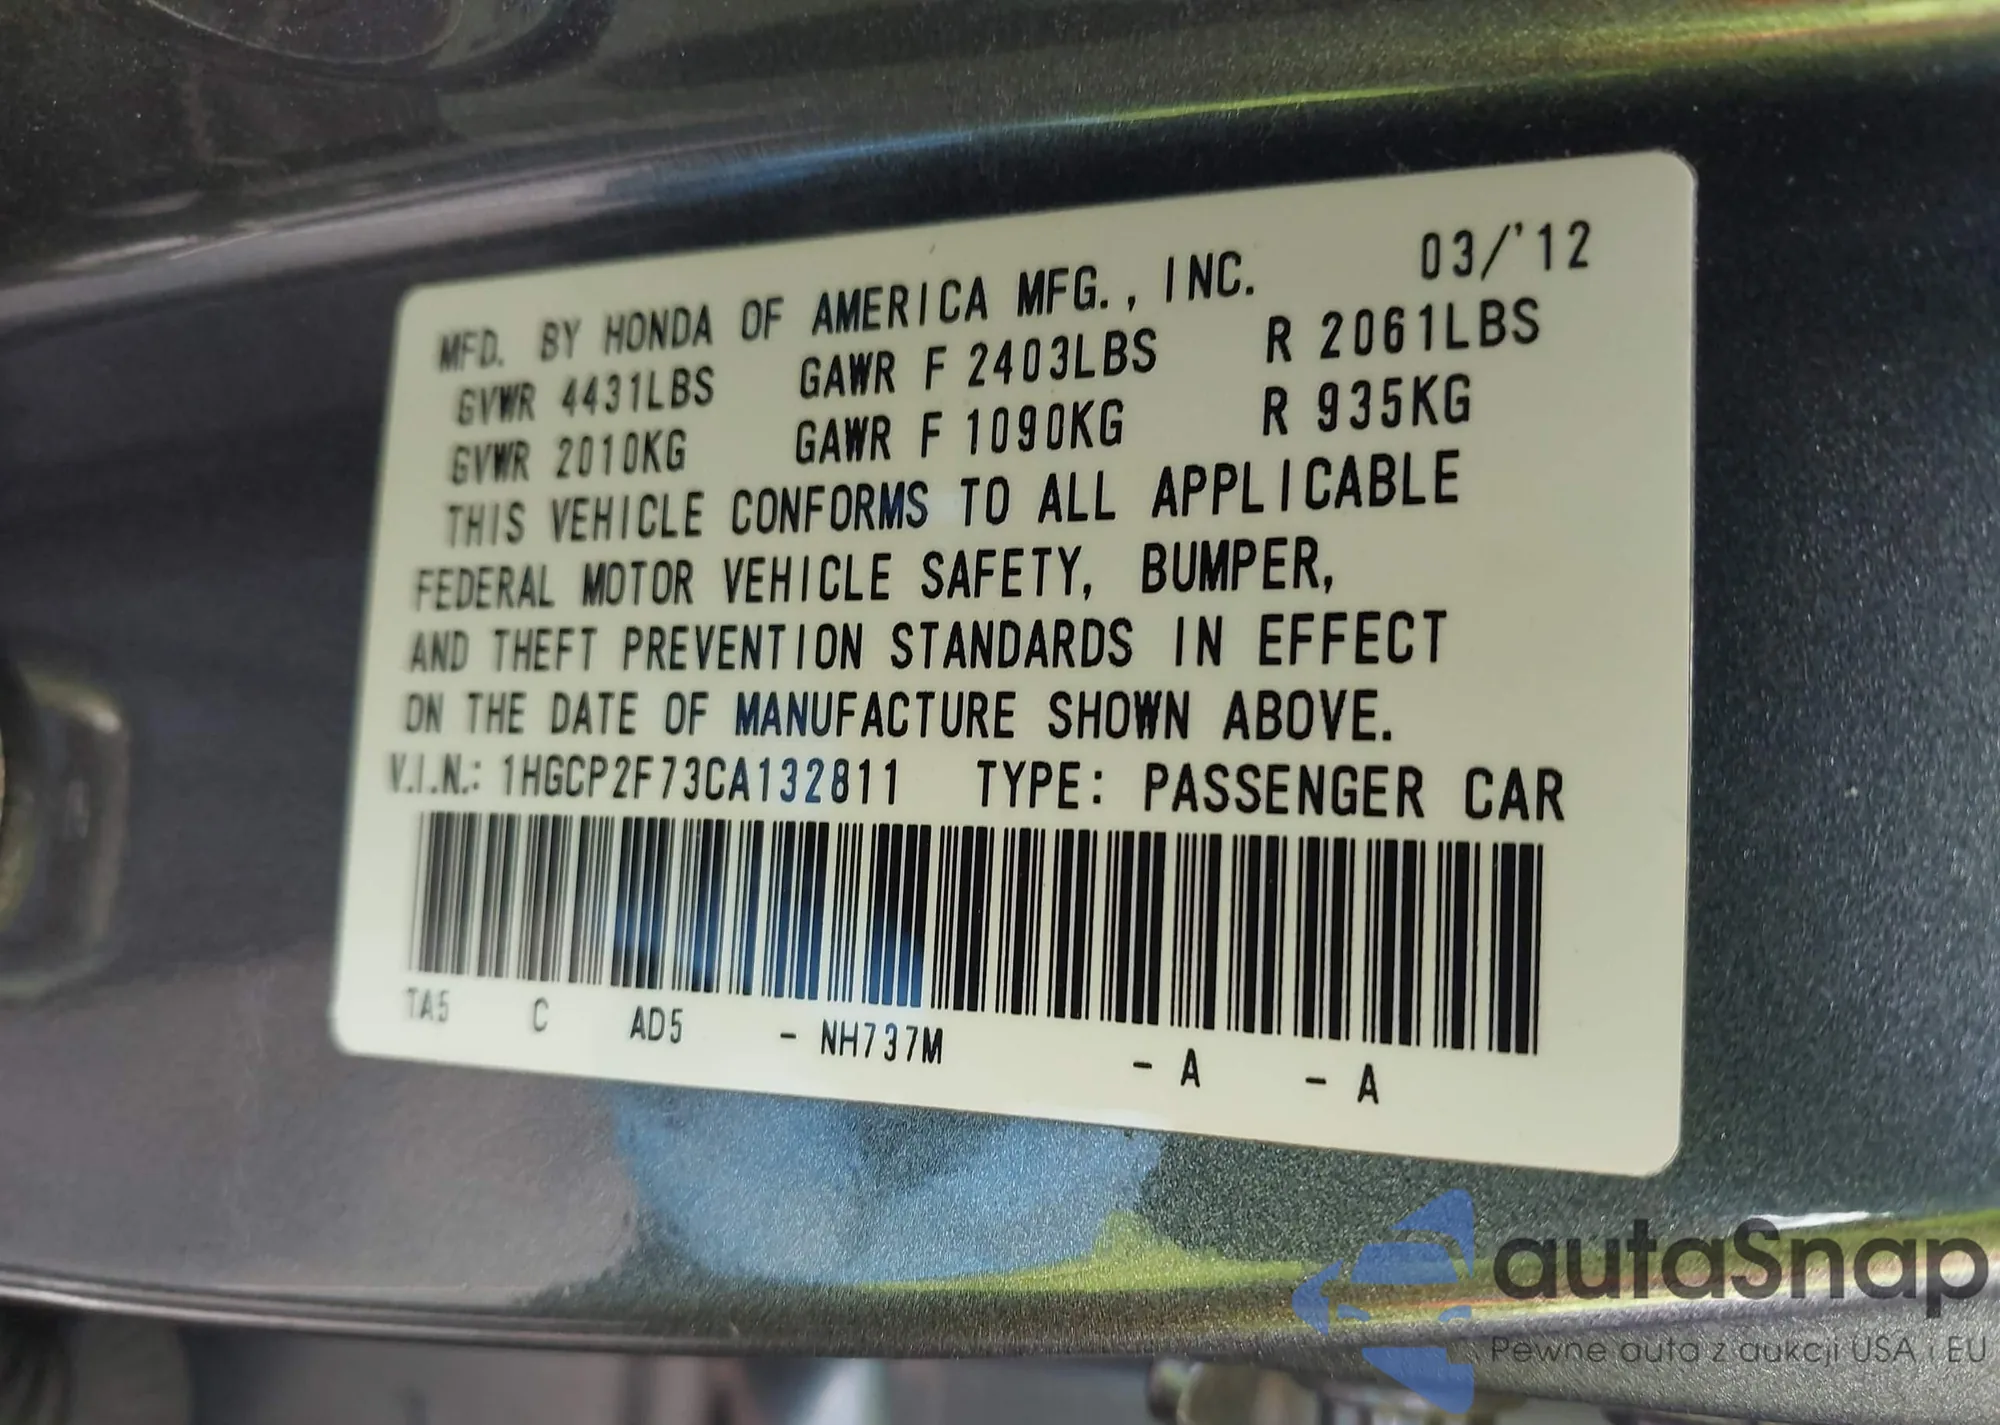 MFD. BY HONDA OF AMERICA MFG., INC. 03/'12
GVWR 4431LBS GAWR F 2403LBS R 2061LBS
GVWR 2010KG GAWR F 1090KG R 935KG
THIS VEHICLE CONFORMS TO ALL APPLICABLE
FEDERAL MOTOR VEHICLE SAFETY, BUMPER,
AND THEFT PREVENTION STANDARDS IN EFFECT
ON THE DATE OF MANUFACTURE SHOWN ABOVE.
V.I.N.: 1HGCP2F73CA132811 TYPE: PASSENGER CAR
TA5 C AD5 - NH737M - A - A
autaSnap
Pewne auta z aukcji USA i EU